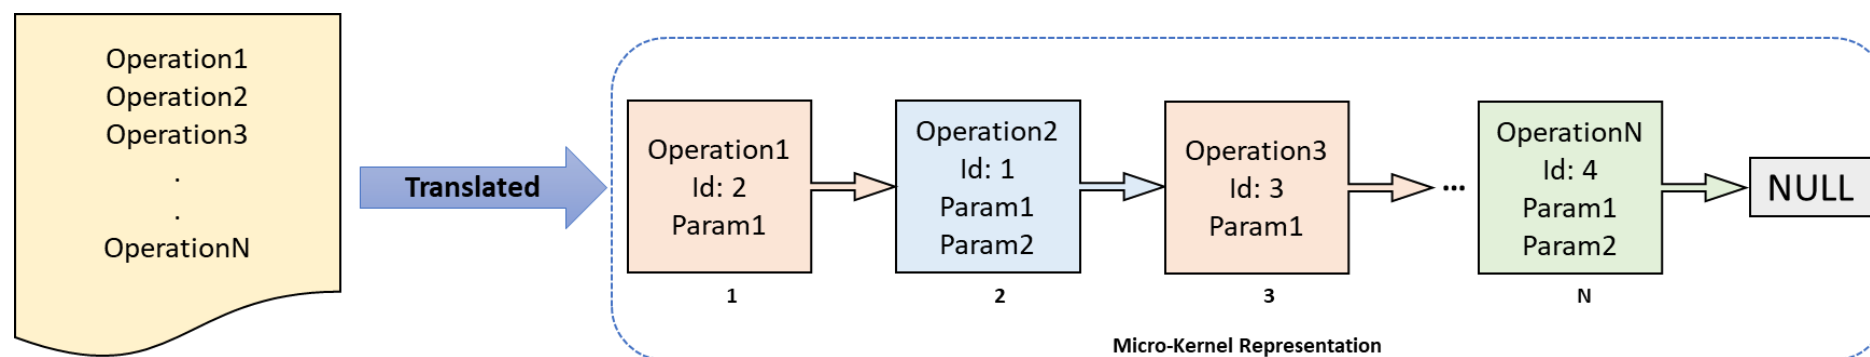 Operation1
Operation2
Operation3
.
.
OperationN
Translated
Operation1
Id: 2
Param1
1
Operation2
Id: 1
Param1
Param2
2
Operation3
Id: 3
Param1
3
...
OperationN
Id: 4
Param1
Param2
N
NULL
Micro-Kernel Representation